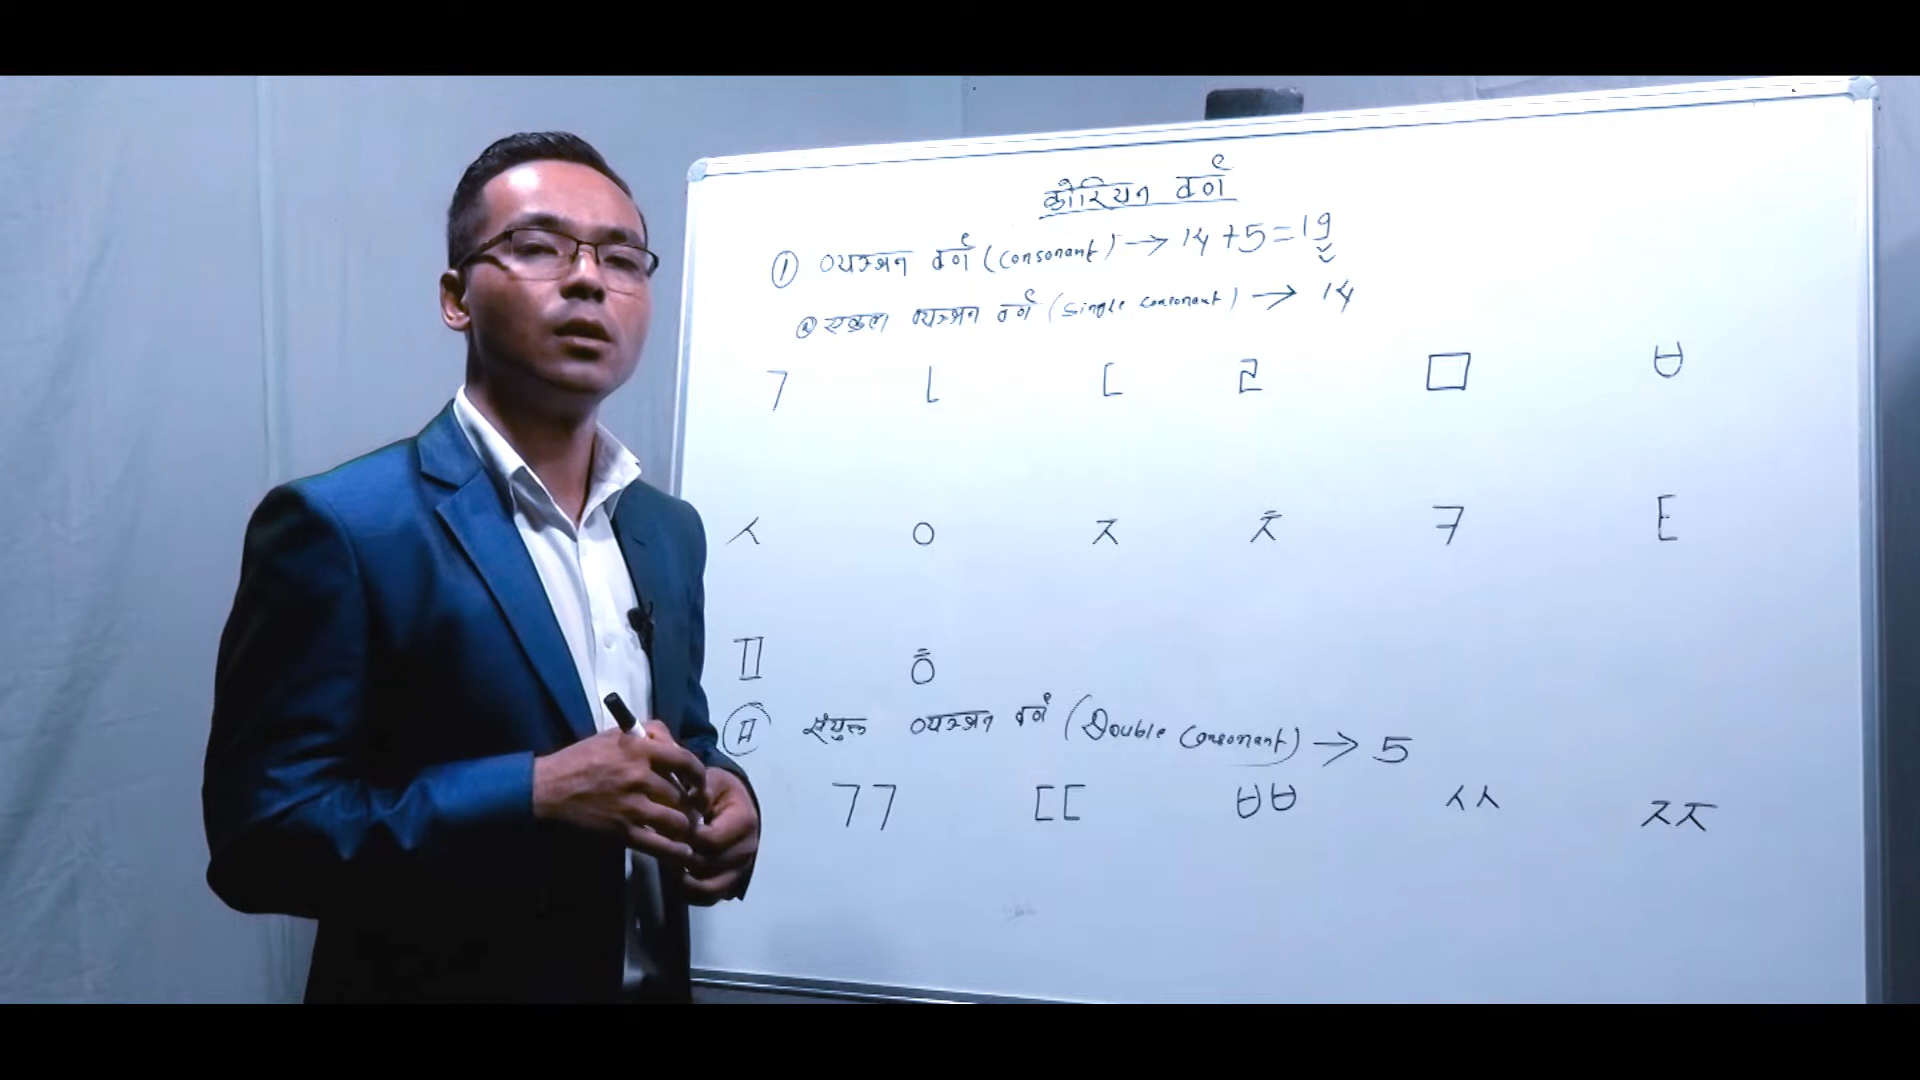 कोरियन वर्ण
① व्यञ्जन वर्ण (Consonant) → 14+5=19
ⓐ एकल व्यञ्जन वर्ण (Single Consonant) → 14
ㄱ ㄴ ㄷ ㄹ ㅁ ㅂ
ㅅ ㅇ ㅈ ㅊ ㅋ ㅌ
ㅍ ㅎ
Ⅱ संयुक्त व्यञ्जन वर्ण (Double Consonant) → 5
ㄲ ㄸ ㅃ ㅆ ㅉ